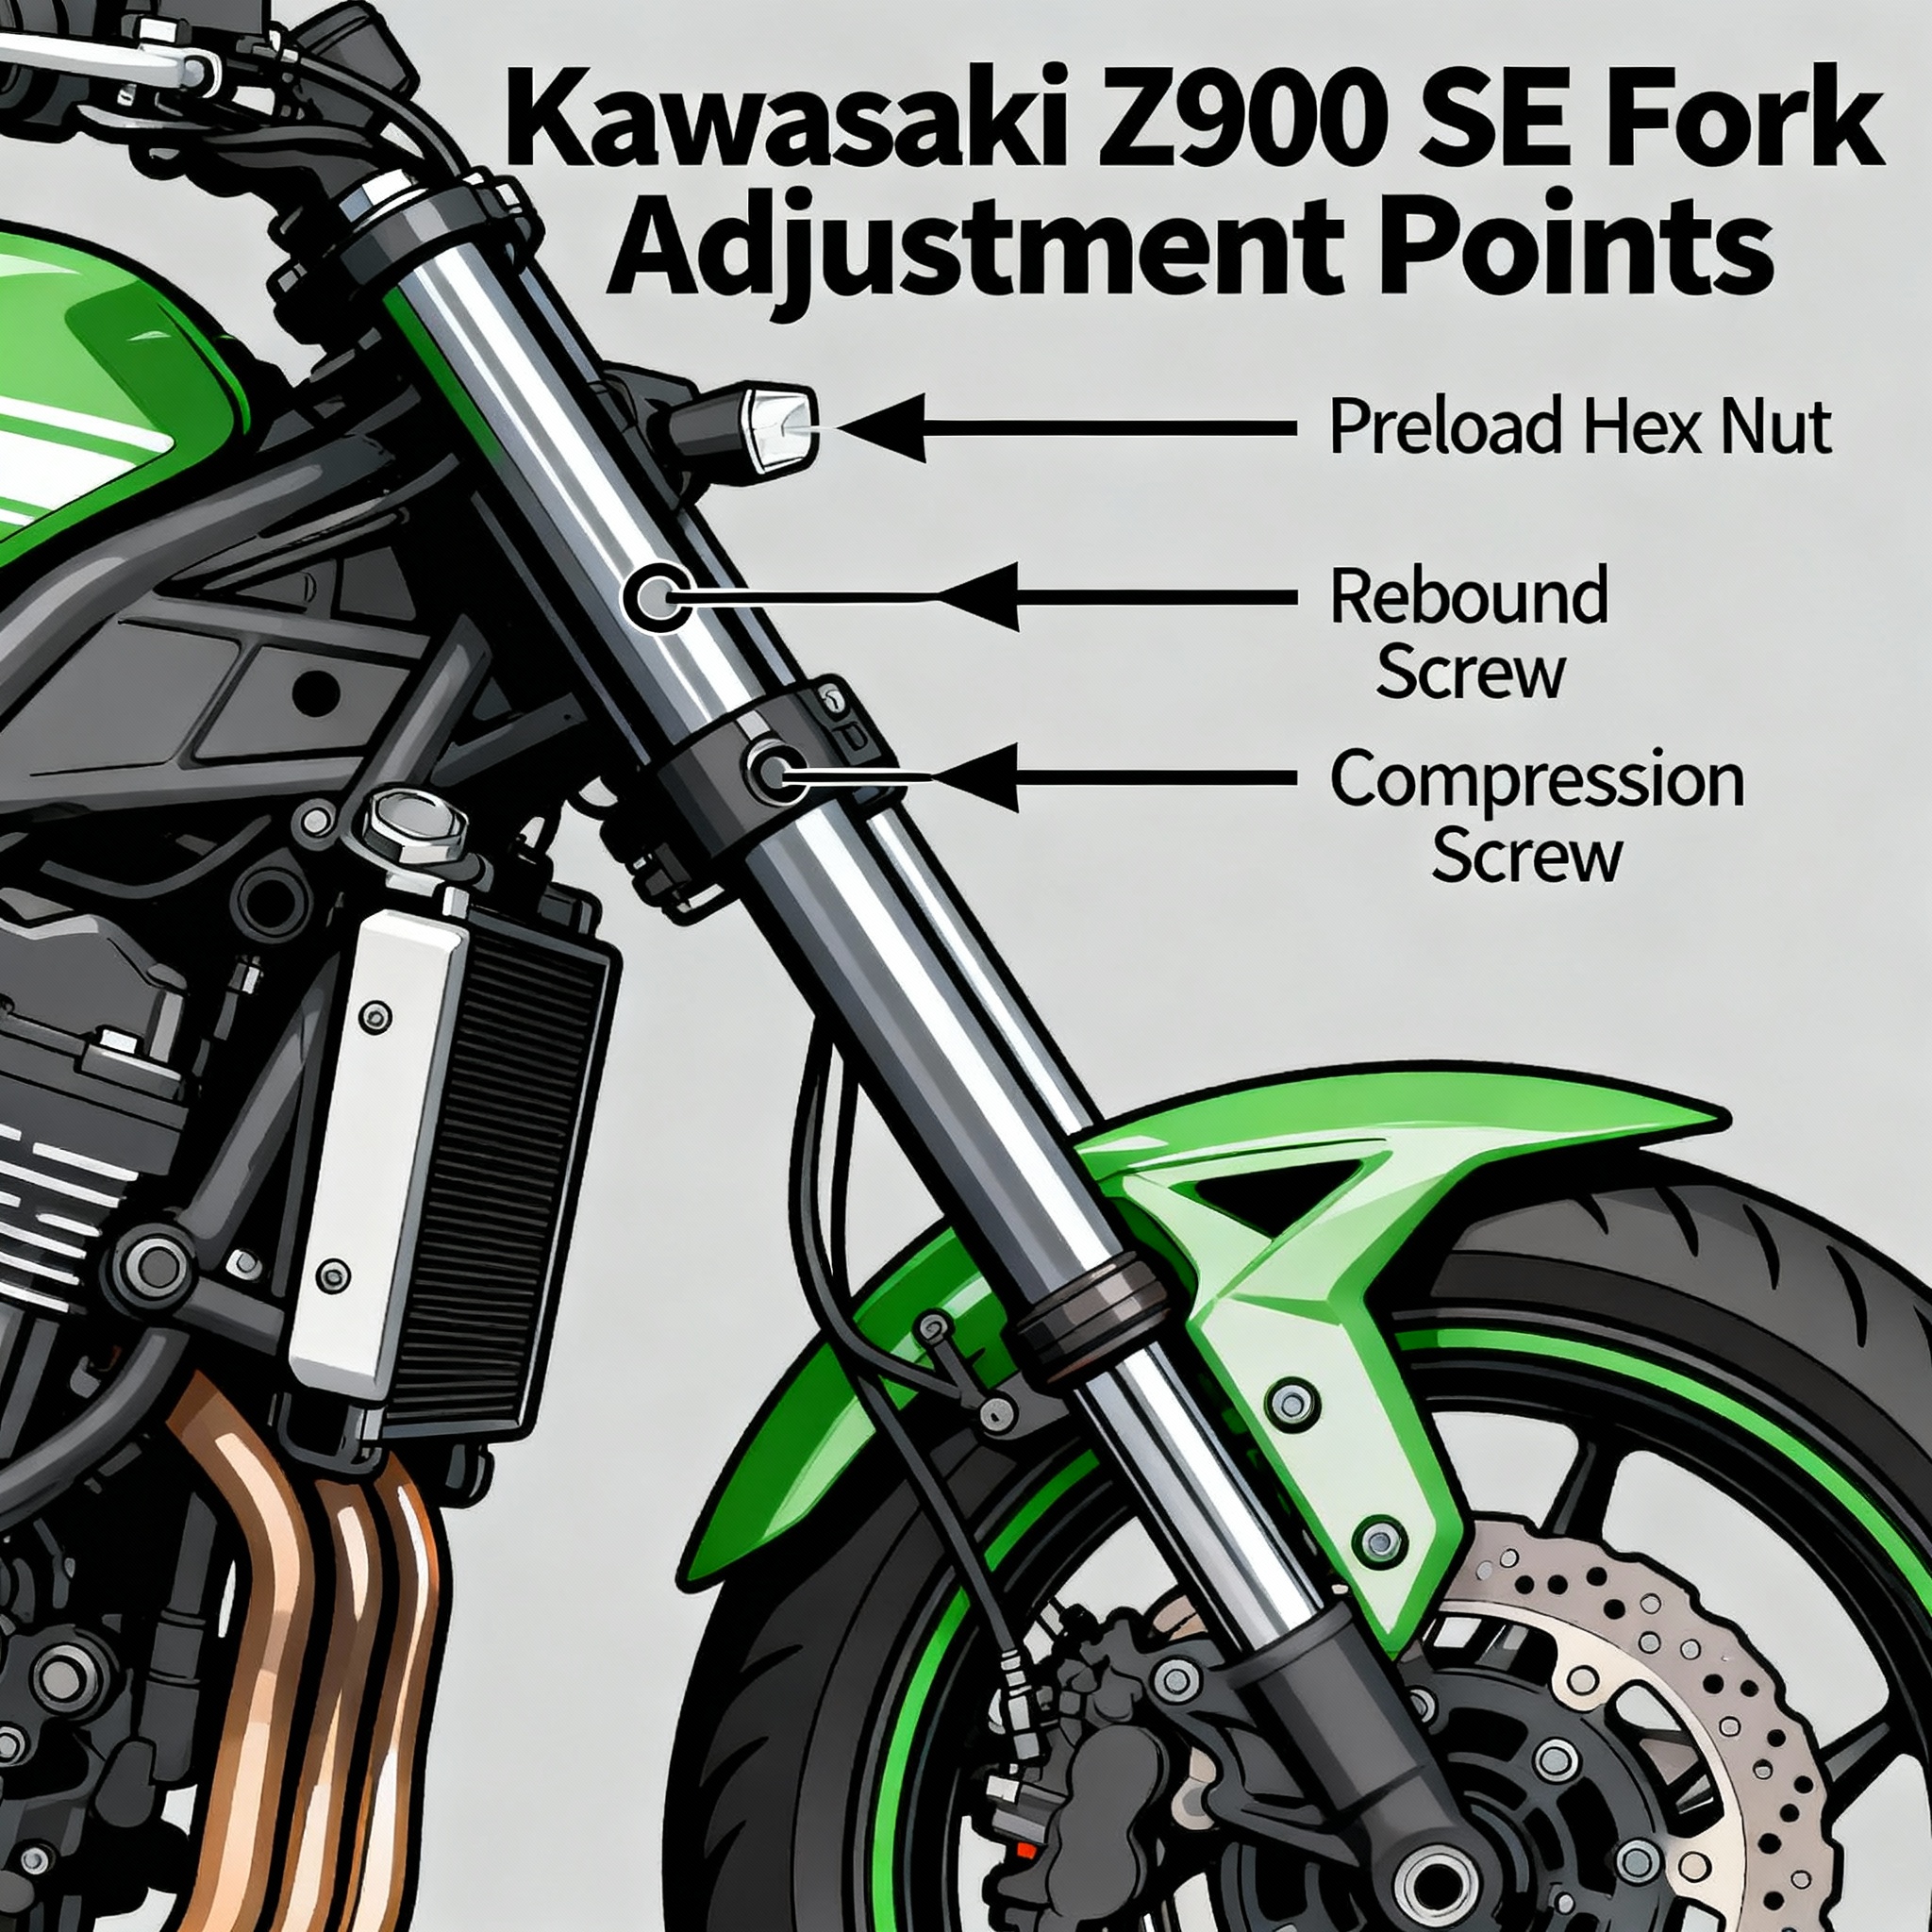 Kawasaki Z900 SE Fork
Adjustment Points
Preload Hex Nut
Rebound
Screw
Compression
Screw